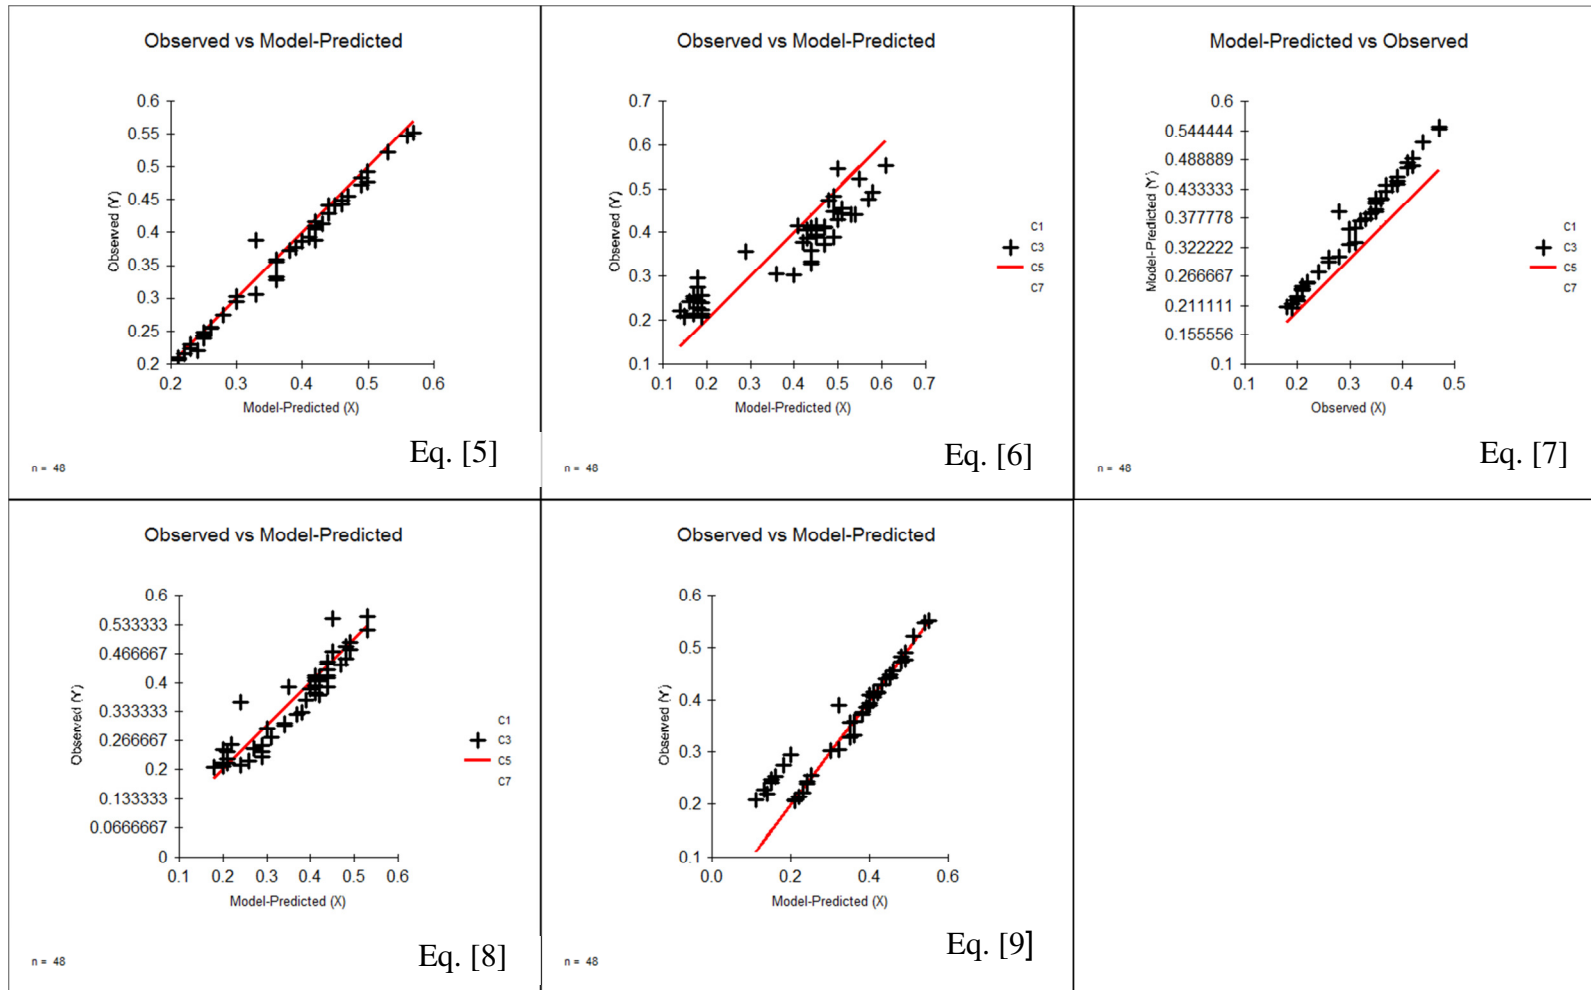 Observed vs Model-Predicted
Observed (Y)
0.6
0.55
0.5
0.45
0.4
0.35
0.3
0.25
0.2
0.2 0.3 0.4 0.5 0.6
Model-Predicted (X)
n = 48
Eq. [5]
Observed vs Model-Predicted
Observed (Y)
0.7
0.6
0.5
0.4
0.3
0.2
0.1
0.1 0.2 0.3 0.4 0.5 0.6 0.7
Model-Predicted (X)
C1
C3
C5
C7
n = 48
Eq. [6]
Model-Predicted vs Observed
Model-Predicted (Y)
0.6
0.544444
0.488889
0.433333
0.377778
0.322222
0.266667
0.211111
0.155556
0.1
0.1 0.2 0.3 0.4 0.5
Observed (X)
C1
C3
C5
C7
n = 48
Eq. [7]
Observed vs Model-Predicted
Observed (Y)
0.6
0.533333
0.466667
0.4
0.333333
0.266667
0.2
0.133333
0.0666667
0
0.1 0.2 0.3 0.4 0.5 0.6
Model-Predicted (X)
C1
C3
C5
C7
n = 48
Eq. [8]
Observed vs Model-Predicted
Observed (Y)
0.6
0.5
0.4
0.3
0.2
0.1
0.0 0.2 0.4 0.6
Model-Predicted (X)
n = 48
Eq. [9]